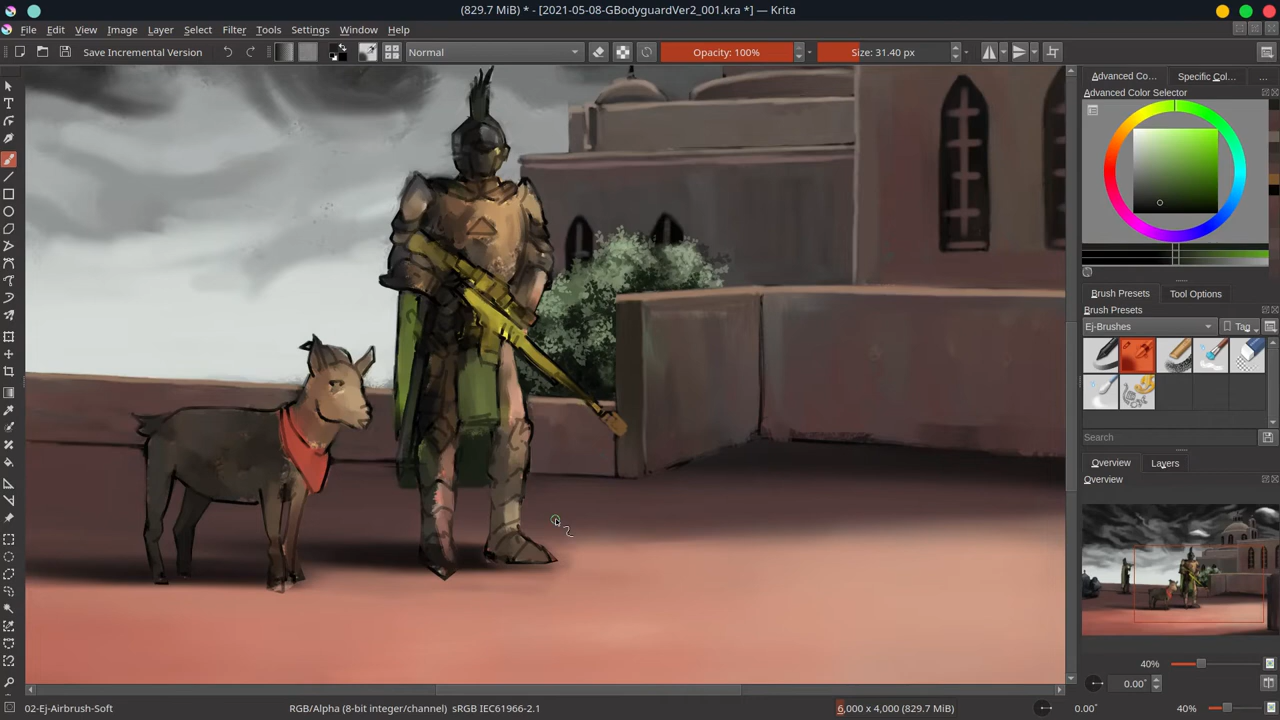 (829.7 MiB) * - [2021-05-08-GBodyguardVer2_001.kra *] — Krita
File Edit View Image Layer Select Filter Tools Settings Window Help
Save Incremental Version Normal Opacity: 100% Size: 31.40 px
Advanced Co... Specific Col... ...
Advanced Color Selector
Brush Presets Tool Options
Brush Presets
Ej-Brushes Tag
Search
Overview Layers
Overview
40%
0.00°
02-Ej-Airbrush-Soft RGB/Alpha (8-bit integer/channel) sRGB IEC61966-2.1 6,000 x 4,000 (829.7 MiB) 0.00° 40%